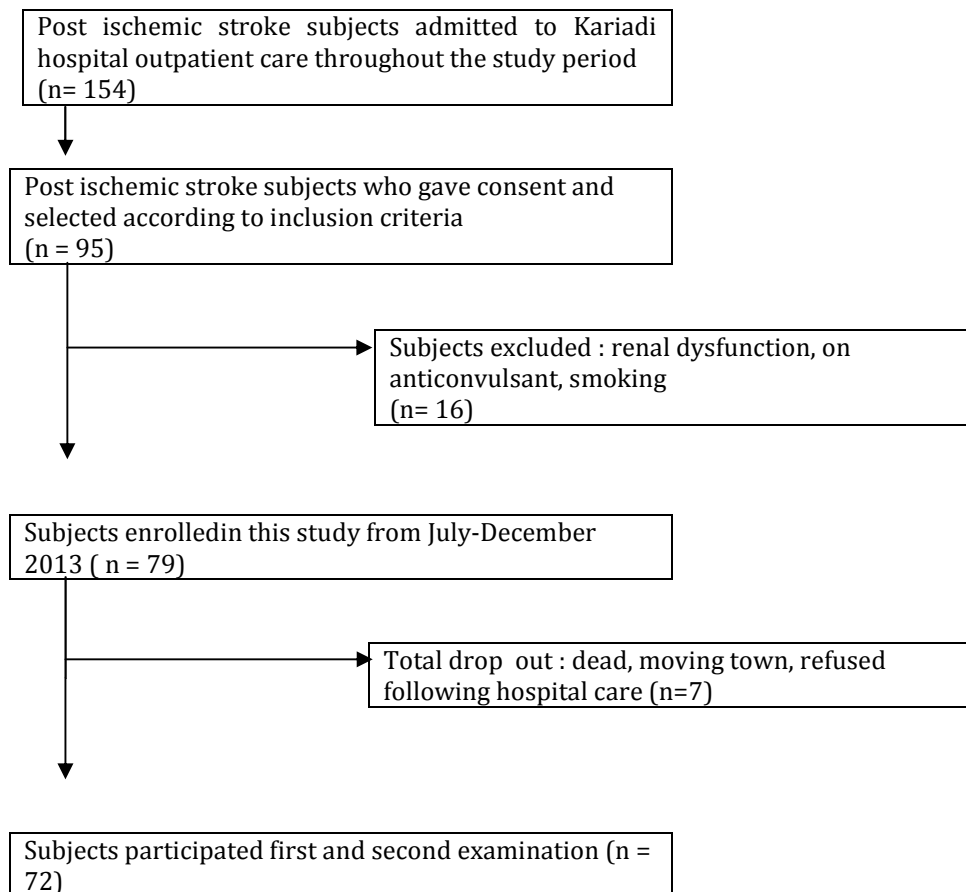 Post ischemic stroke subjects admitted to Kariadi
hospital outpatient care throughout the study period
(n= 154)
Post ischemic stroke subjects who gave consent and
selected according to inclusion criteria
(n = 95)
Subjects excluded : renal dysfunction, on
anticonvulsant, smoking
(n= 16)
Subjects enrolledin this study from July-December
2013 ( n = 79)
Total drop out : dead, moving town, refused
following hospital care (n=7)
Subjects participated first and second examination (n =
72)